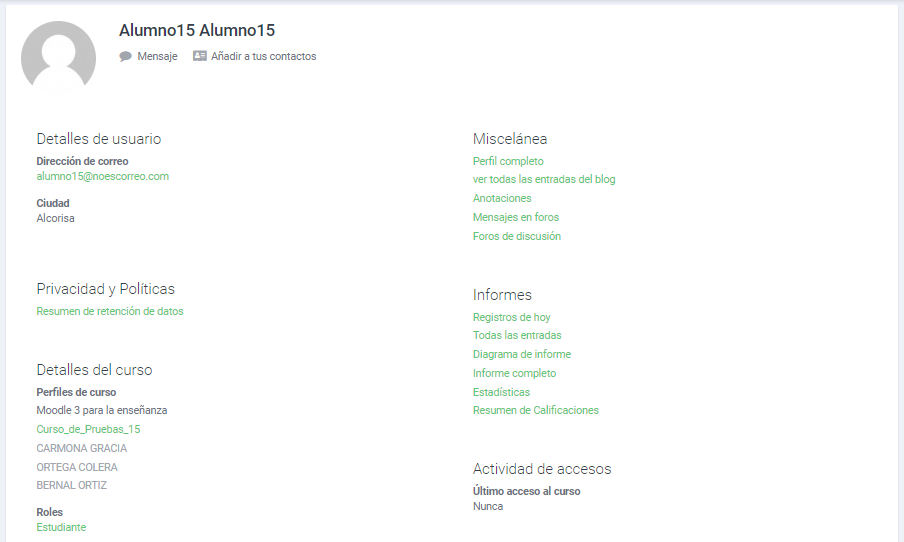 Alumno15 Alumno15
Mensaje Añadir a tus contactos
Detalles de usuario
Dirección de correo
alumno15@noescorreo.com
Ciudad
Alcorisa
Privacidad y Políticas
Resumen de retención de datos
Detalles del curso
Perfiles de curso
Moodle 3 para la enseñanza
Curso_de_Pruebas_15
CARMONA GRACIA
ORTEGA COLERA
BERNAL ORTIZ
Roles
Estudiante
Miscelánea
Perfil completo
ver todas las entradas del blog
Anotaciones
Mensajes en foros
Foros de discusión
Informes
Registros de hoy
Todas las entradas
Diagrama de informe
Informe completo
Estadísticas
Resumen de Calificaciones
Actividad de accesos
Último acceso al curso
Nunca